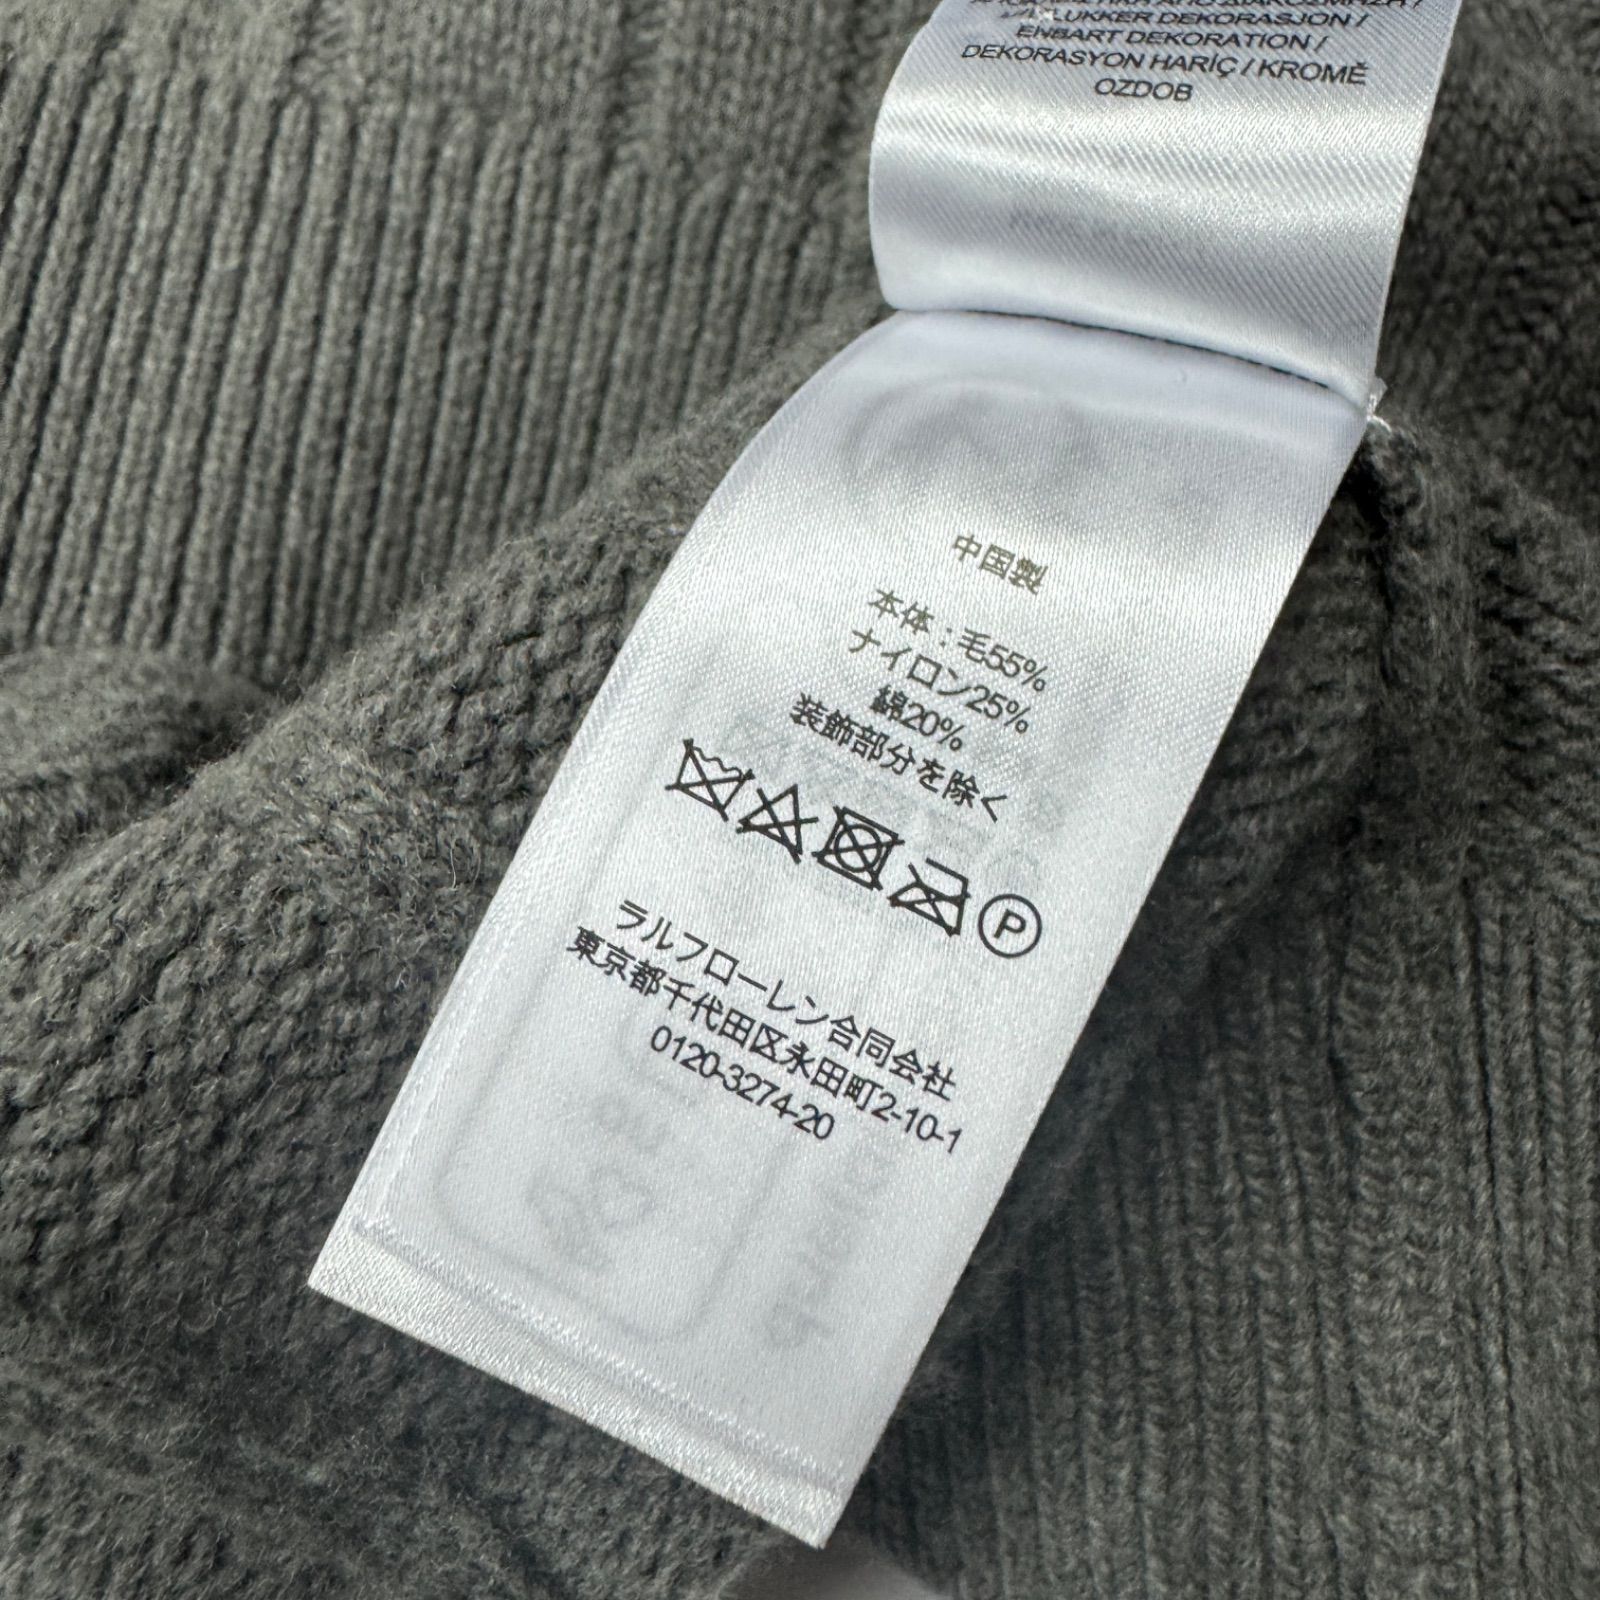 LUKKER DEKORASJON /
ENBART DEKORATION /
DEKORASYON HARİÇ / KROMĚ
OZDOB
中国製
本体：毛55%
ナイロン25%
綿20%
装飾部分を除く
P
ラルフローレン合同会社
東京都千代田区永田町2-10-1
0120-3274-20